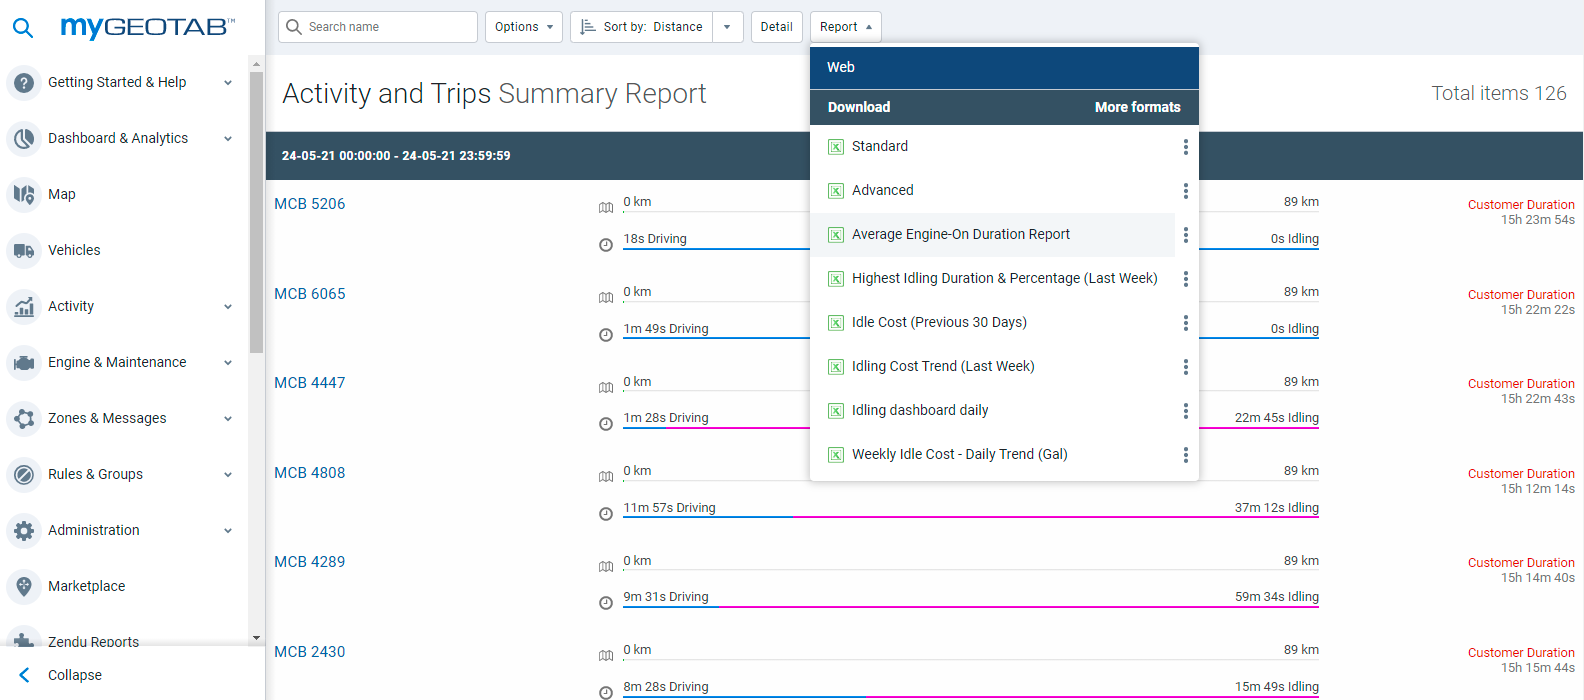 myGEOTAB™
Getting Started & Help
Dashboard & Analytics
Map
Vehicles
Activity
Engine & Maintenance
Zones & Messages
Rules & Groups
Administration
Marketplace
Zendu Reports
Collapse
Search name
Options
Sort by: Distance
Detail
Report
Activity and Trips Summary Report
Total items 126
24-05-21 00:00:00 - 24-05-21 23:59:59
Web
Download More formats
Standard
Advanced
Average Engine-On Duration Report
Highest Idling Duration & Percentage (Last Week)
Idle Cost (Previous 30 Days)
Idling Cost Trend (Last Week)
Idling dashboard daily
Weekly Idle Cost - Daily Trend (Gal)
MCB 5206
0 km 89 km
18s Driving 0s Idling
Customer Duration
15h 23m 54s
MCB 6065
0 km 89 km
1m 49s Driving 0s Idling
Customer Duration
15h 22m 22s
MCB 4447
0 km 89 km
1m 28s Driving 22m 45s Idling
Customer Duration
15h 22m 43s
MCB 4808
0 km 89 km
11m 57s Driving 37m 12s Idling
Customer Duration
15h 12m 14s
MCB 4289
0 km 89 km
9m 31s Driving 59m 34s Idling
Customer Duration
15h 14m 40s
MCB 2430
0 km 89 km
8m 28s Driving 15m 49s Idling
Customer Duration
15h 15m 44s